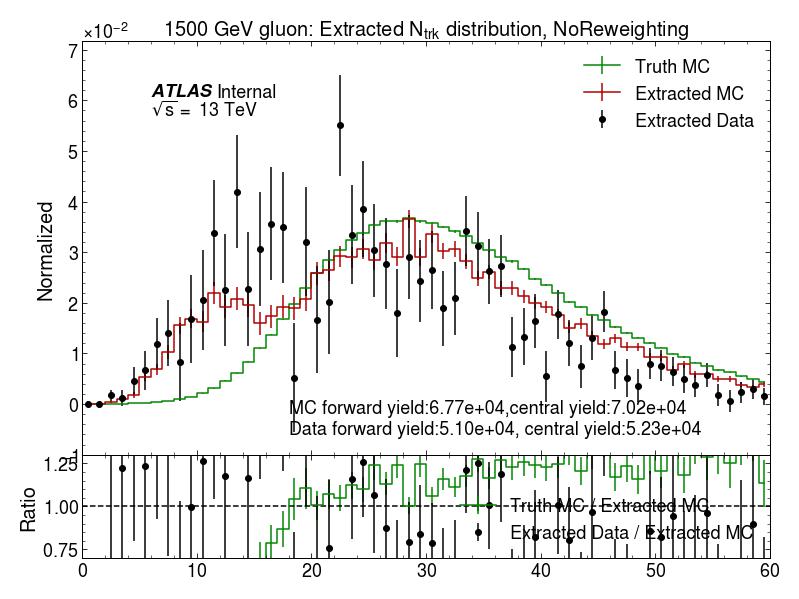 ×10⁻²
1500 GeV gluon: Extracted Ntrk distribution, NoReweighting
ATLAS Internal
√s = 13 TeV
Truth MC
Extracted MC
Extracted Data
Normalized
7
6
5
4
3
2
1
0
MC forward yield:6.77e+04,central yield:7.02e+04
Data forward yield:5.10e+04, central yield:5.23e+04
Ratio
1.25
1.00
0.75
Truth MC / Extracted MC
Extracted Data / Extracted MC
0 10 20 30 40 50 60